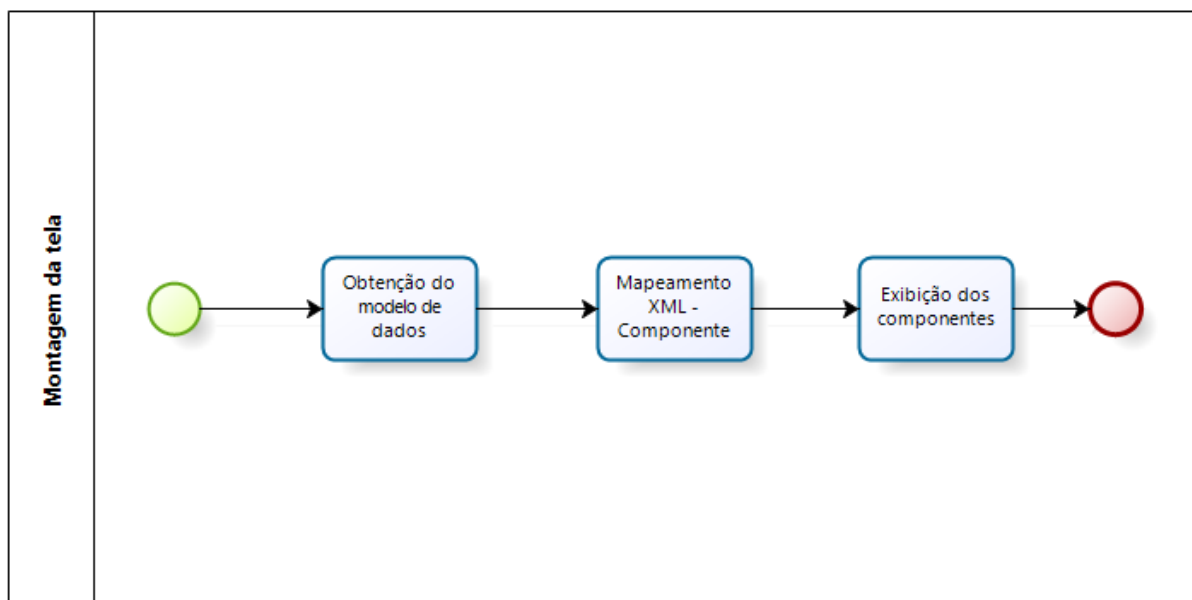 Montagem da tela
Obtenção do
modelo de
dados
Mapeamento
XML -
Componente
Exibição dos
componentes